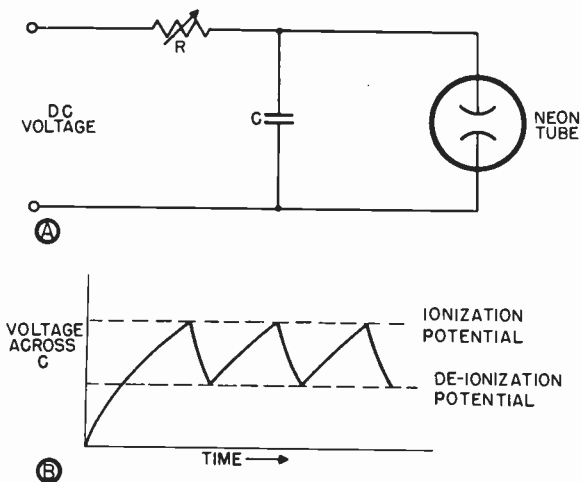 R
DC
VOLTAGE
C
NEON
TUBE
A
VOLTAGE
ACROSS
C
IONIZATION
POTENTIAL
DE-IONIZATION
POTENTIAL
TIME
B